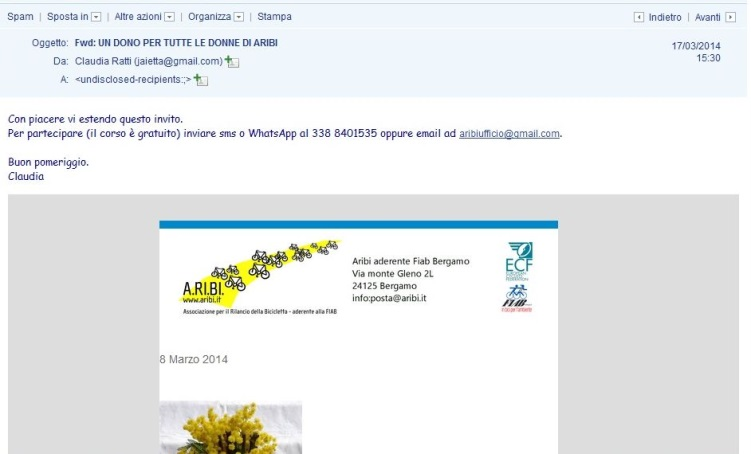 Spam | Sposta in | Altre azioni | Organizza | Stampa
Indietro | Avanti
Oggetto: Fwd: UN DONO PER TUTTE LE DONNE DI ARIBI
17/03/2014
Da: Claudia Ratti (jaietta@gmail.com)
15:30
A: <undisclosed-recipients:;>
Con piacere vi estendo questo invito.
Per partecipare (il corso è gratuito) inviare sms o WhatsApp al 338 8401535 oppure email ad aribiufficio@gmail.com.
Buon pomeriggio.
Claudia
A.RI.BI.
www.aribi.it
Associazione per il Rilancio della Bicicletta - aderente alla FIAB
Aribi aderente Fiab Bergamo
Via monte Gleno 2L
24125 Bergamo
info:posta@aribi.it
ECF
FIAB
8 Marzo 2014